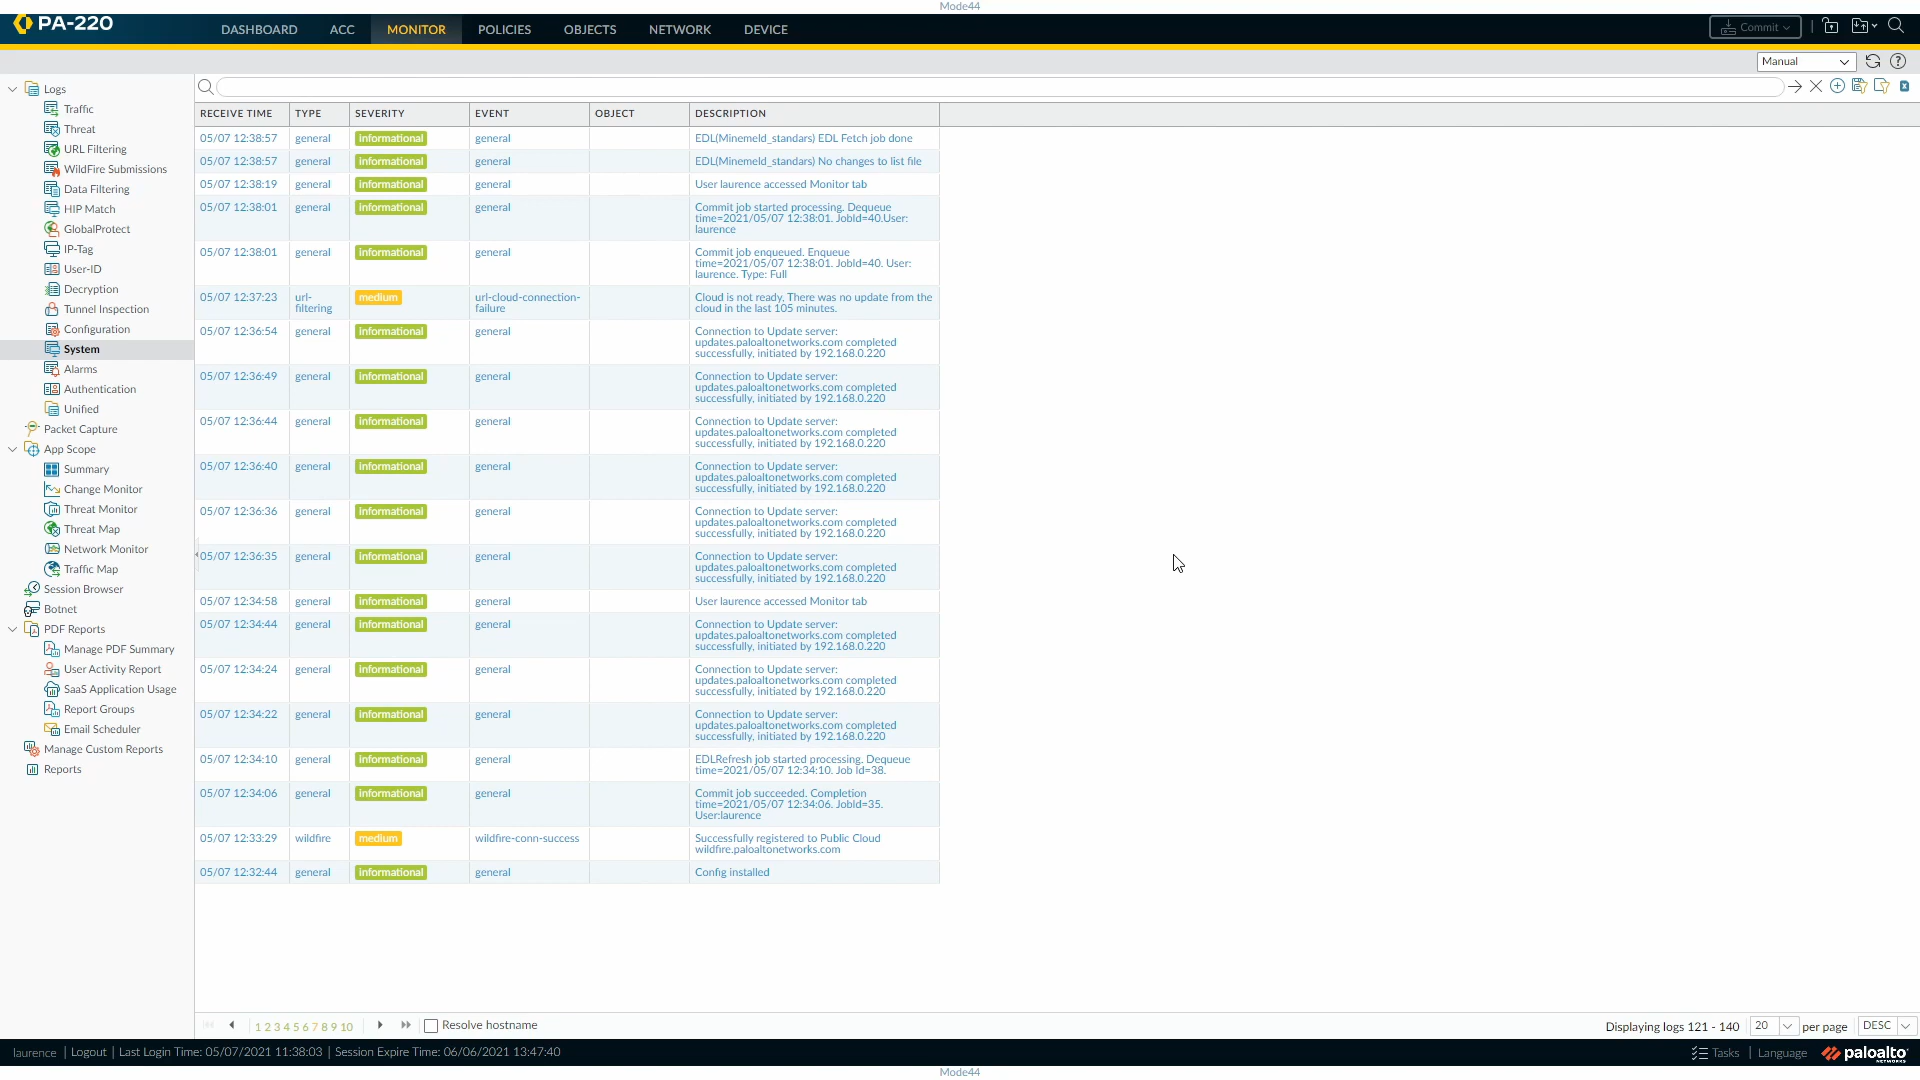 Mode44
PA-220
DASHBOARD ACC MONITOR POLICIES OBJECTS NETWORK DEVICE
Commit
Manual
Logs
Traffic
Threat
URL Filtering
WildFire Submissions
Data Filtering
HIP Match
GlobalProtect
IP-Tag
User-ID
Decryption
Tunnel Inspection
Configuration
System
Alarms
Authentication
Unified
Packet Capture
App Scope
Summary
Change Monitor
Threat Monitor
Threat Map
Network Monitor
Traffic Map
Session Browser
Botnet
PDF Reports
Manage PDF Summary
User Activity Report
SaaS Application Usage
Report Groups
Email Scheduler
Manage Custom Reports
Reports
RECEIVE TIME TYPE SEVERITY EVENT OBJECT DESCRIPTION
05/07 12:38:57 general informational general EDL(Minemeld_standars) EDL Fetch job done
05/07 12:38:57 general informational general EDL(Minemeld_standars) No changes to list file
05/07 12:38:19 general informational general User laurence accessed Monitor tab
05/07 12:38:01 general informational general Commit job started processing. Dequeue
time=2021/05/07 12:38:01. JobId=40.User:
laurence
05/07 12:38:01 general informational general Commit job enqueued. Enqueue
time=2021/05/07 12:38:01. JobId=40. User:
laurence. Type: Full
05/07 12:37:23 url- medium url-cloud-connection- Cloud is not ready, There was no update from the
filtering failure cloud in the last 105 minutes.
05/07 12:36:54 general informational general Connection to Update server:
updates.paloaltonetworks.com completed
successfully, initiated by 192.168.0.220
05/07 12:36:49 general informational general Connection to Update server:
updates.paloaltonetworks.com completed
successfully, initiated by 192.168.0.220
05/07 12:36:44 general informational general Connection to Update server:
updates.paloaltonetworks.com completed
successfully, initiated by 192.168.0.220
05/07 12:36:40 general informational general Connection to Update server:
updates.paloaltonetworks.com completed
successfully, initiated by 192.168.0.220
05/07 12:36:36 general informational general Connection to Update server:
updates.paloaltonetworks.com completed
successfully, initiated by 192.168.0.220
05/07 12:36:35 general informational general Connection to Update server:
updates.paloaltonetworks.com completed
successfully, initiated by 192.168.0.220
05/07 12:34:58 general informational general User laurence accessed Monitor tab
05/07 12:34:44 general informational general Connection to Update server:
updates.paloaltonetworks.com completed
successfully, initiated by 192.168.0.220
05/07 12:34:24 general informational general Connection to Update server:
updates.paloaltonetworks.com completed
successfully, initiated by 192.168.0.220
05/07 12:34:22 general informational general Connection to Update server:
updates.paloaltonetworks.com completed
successfully, initiated by 192.168.0.220
05/07 12:34:10 general informational general EDLRefresh job started processing. Dequeue
time=2021/05/07 12:34:10. Job Id=38.
05/07 12:34:06 general informational general Commit job succeeded. Completion
time=2021/05/07 12:34:06. JobId=35.
User:laurence
05/07 12:33:29 wildfire medium wildfire-conn-success Successfully registered to Public Cloud
wildfire.paloaltonetworks.com
05/07 12:32:44 general informational general Config installed
1 2 3 4 5 6 7 8 9 10 Resolve hostname Displaying logs 121 - 140 20 per page DESC
laurence | Logout | Last Login Time: 05/07/2021 11:38:03 | Session Expire Time: 06/06/2021 13:47:40 Tasks | Language paloalto NETWORKS
Mode44